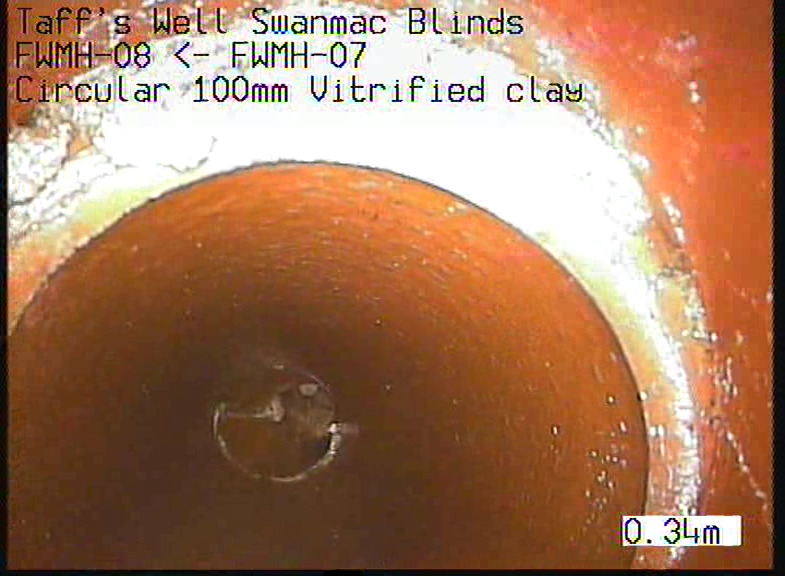 Taff's Well Swanmac Blinds
FWMH-08 <- FWMH-07
Circular 100mm Vitrified clay
0.34m